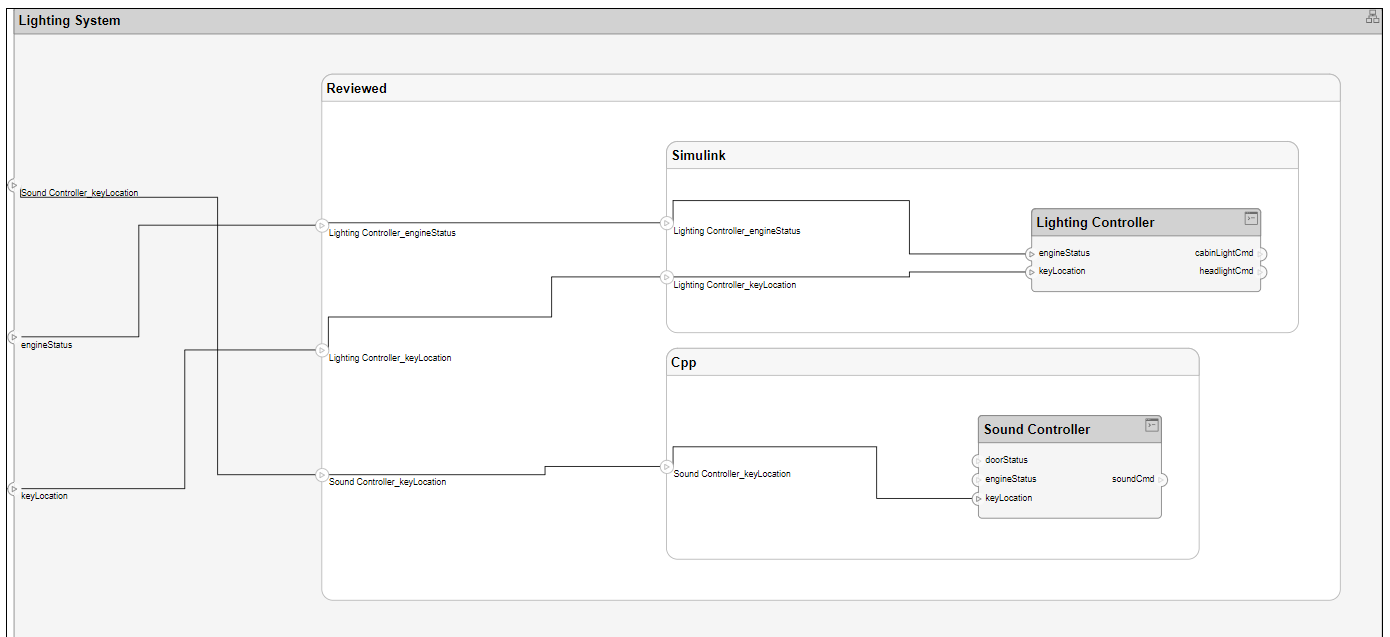 Lighting System
Reviewed
Simulink
Sound Controller_keyLocation
Lighting Controller_engineStatus
Lighting Controller_engineStatus
Lighting Controller
engineStatus
cabinLightCmd
keyLocation
headlightCmd
Lighting Controller_keyLocation
engineStatus
Lighting Controller_keyLocation
Cpp
Sound Controller
doorStatus
engineStatus
soundCmd
keyLocation
Sound Controller_keyLocation
Sound Controller_keyLocation
keyLocation